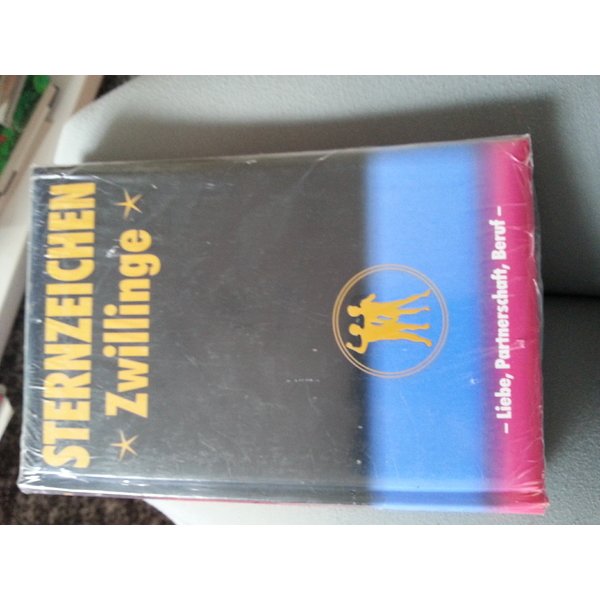 STERNZEICHEN
Zwillinge
– Liebe, Partnerschaft, Beruf –